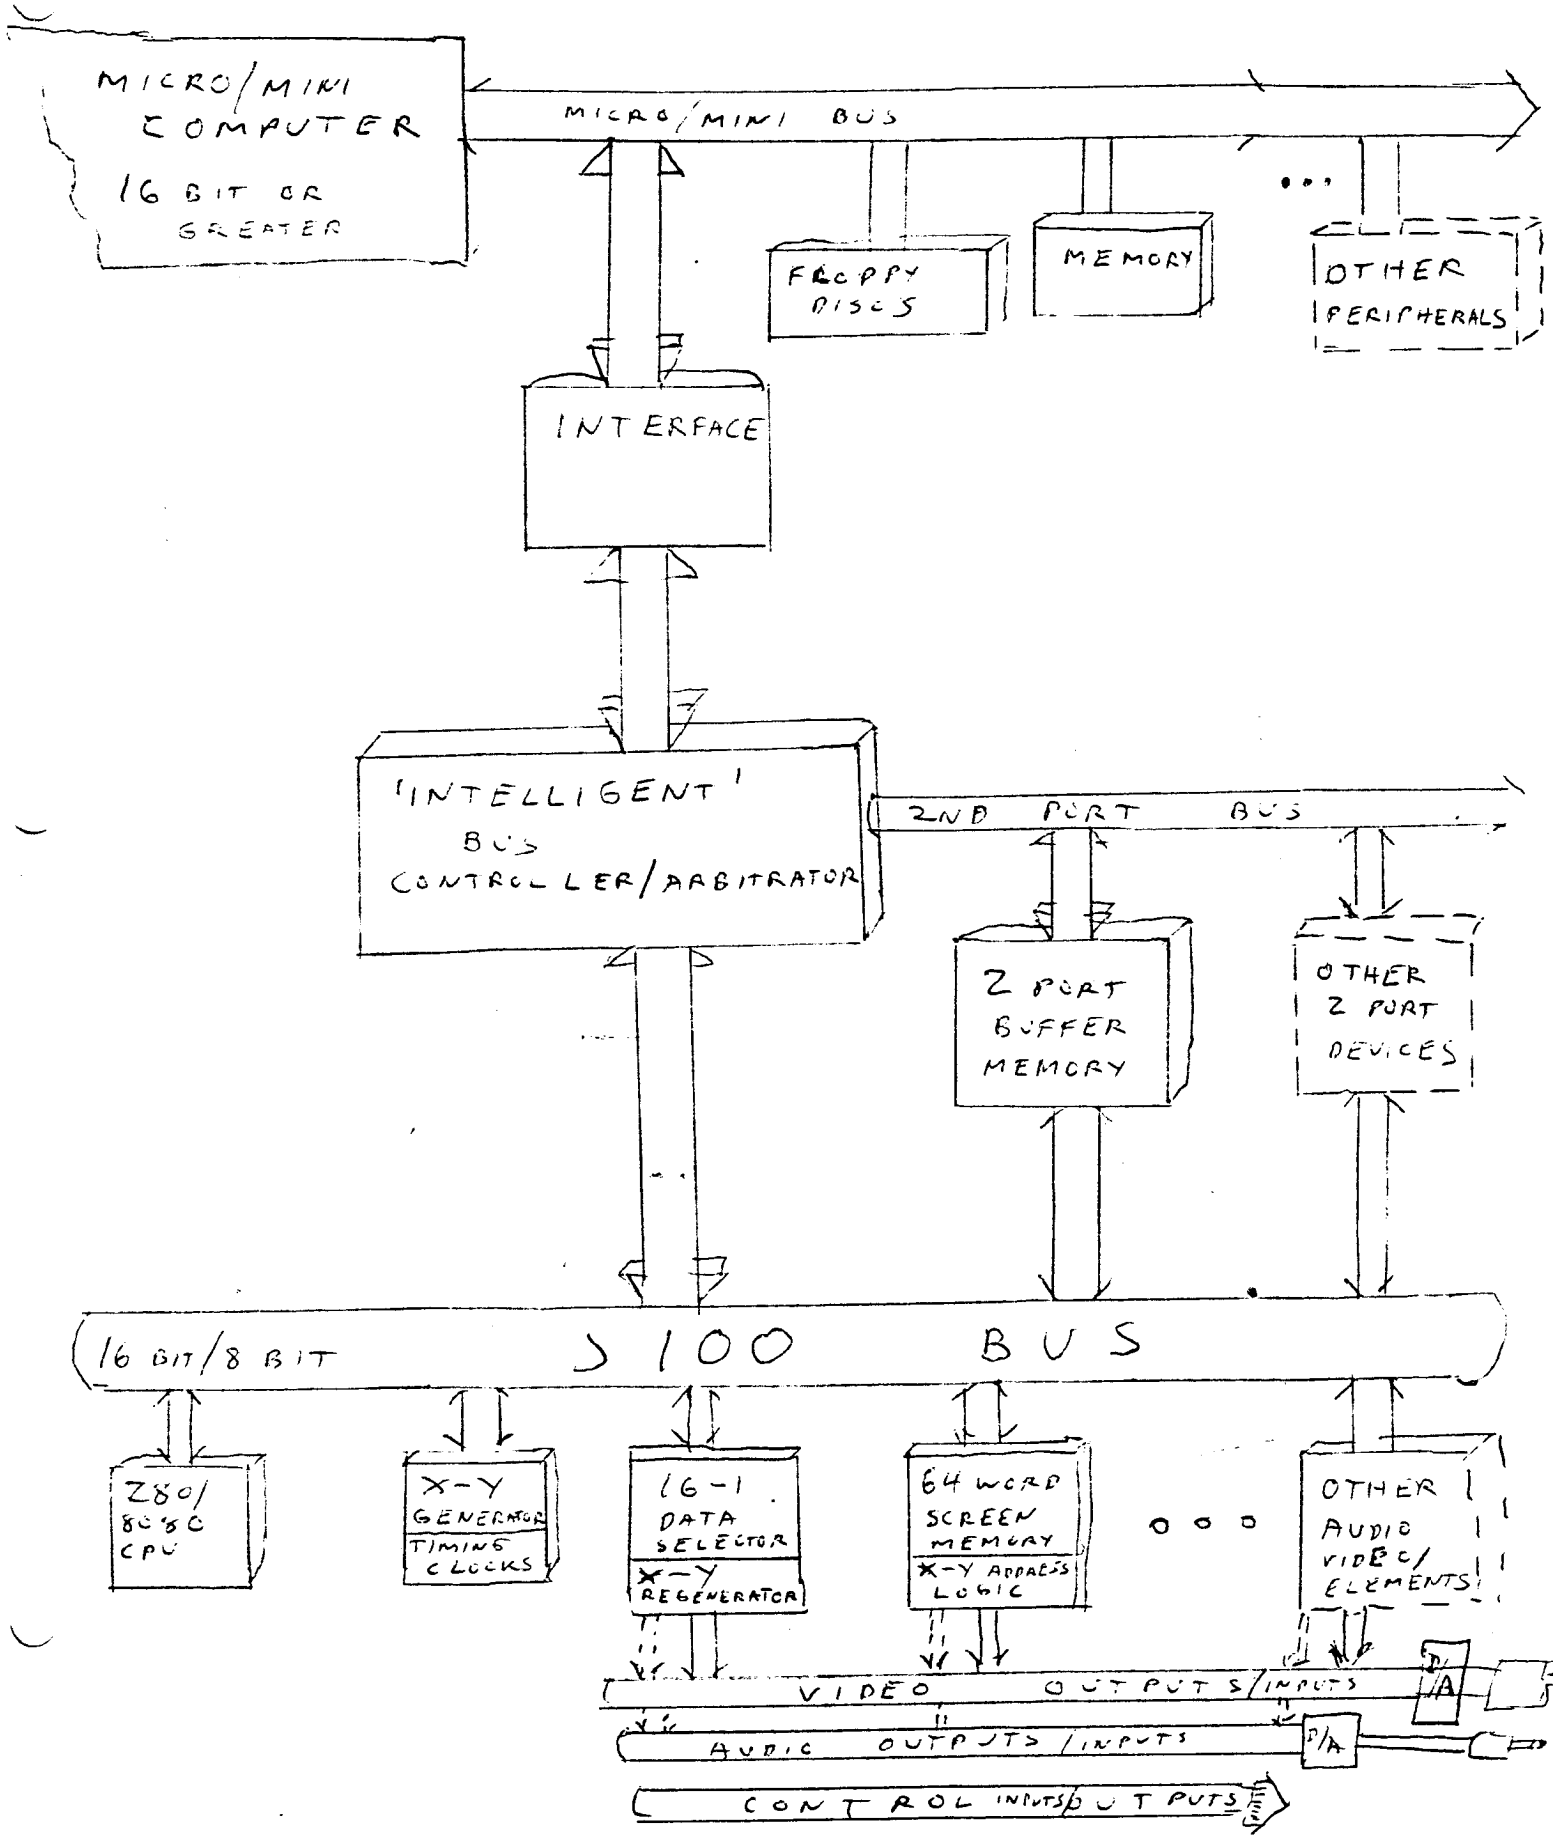 MICRO/MINI
COMPUTER
16 BIT OR
GREATER
MICRO/MINI BUS
FLOPPY
DISCS
MEMORY
...
OTHER
PERIPHERALS
INTERFACE
'INTELLIGENT'
BUS
CONTROLLER/ARBITRATOR
2ND PORT BUS
2 PORT
BUFFER
MEMORY
OTHER
2 PORT
DEVICES
16 BIT/8 BIT S100 BUS
Z80/
8080
CPU
X-Y
GENERATOR
TIMING
CLOCKS
16-1
DATA
SELECTOR
X-Y
REGENERATOR
64 WORD
SCREEN
MEMORY
X-Y ADDRESS
LOGIC
OTHER
AUDIO
VIDEO/
ELEMENTS
VIDEO OUTPUTS/INPUTS
D/A
AUDIO OUTPUTS/INPUTS
D/A
CONTROL INPUTS/OUTPUTS